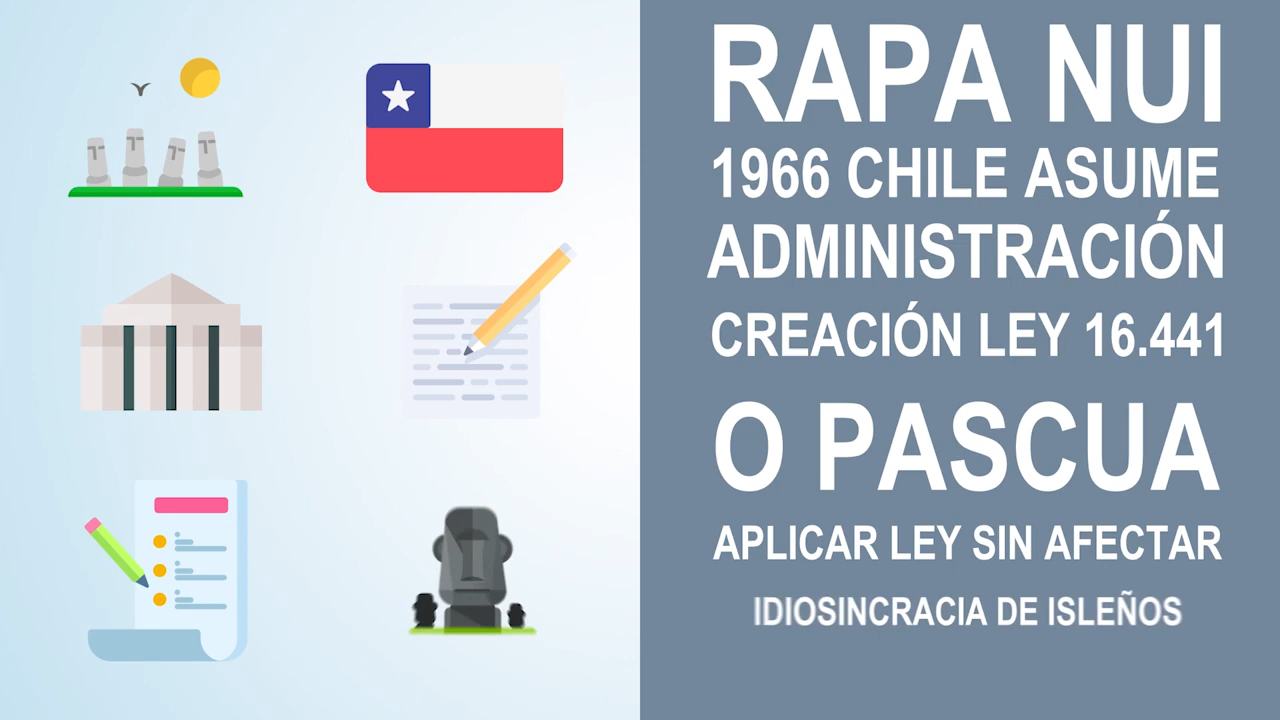 RAPA NUI
1966 CHILE ASUME
ADMINISTRACIÓN
CREACIÓN LEY 16.441
O PASCUA
APLICAR LEY SIN AFECTAR
IDIOSINCRACIA DE ISLEÑOS